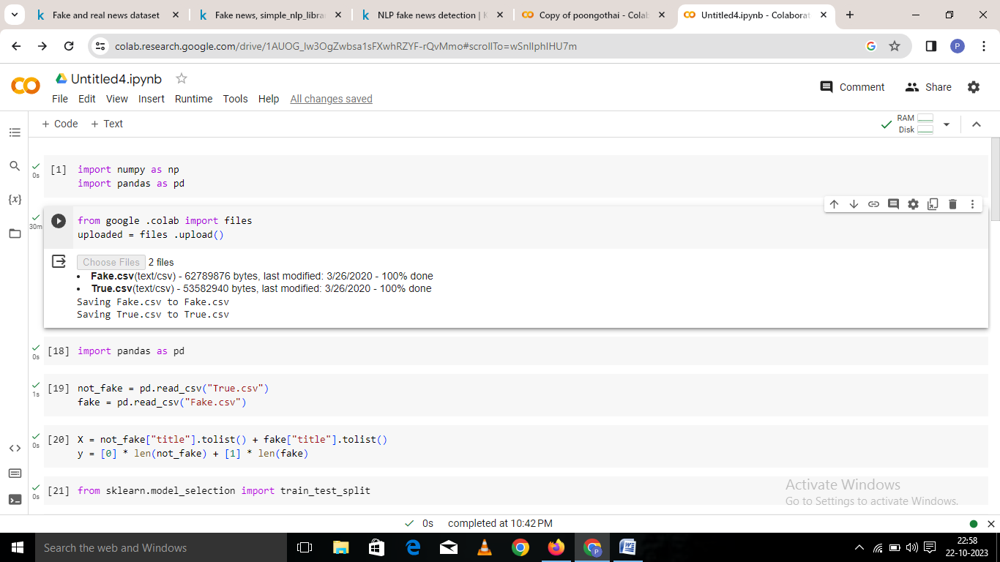 Fake and real news dataset
Fake news, simple_nlp_libra
NLP fake news detection | K
Copy of poongothai - Colab
Untitled4.ipynb - Colaborat
colab.research.google.com/drive/1AUOG_lw3OgZwbsa1sFXwhRZYF-rQvMmo#scrollTo=wSnlIphIHU7m
P
Untitled4.ipynb
Comment
Share
File Edit View Insert Runtime Tools Help All changes saved
+ Code + Text
RAM
Disk
[1] import numpy as np
0s
import pandas as pd
30m
from google .colab import files
uploaded = files .upload()
Choose Files 2 files
• Fake.csv(text/csv) - 62789876 bytes, last modified: 3/26/2020 - 100% done
• True.csv(text/csv) - 53582940 bytes, last modified: 3/26/2020 - 100% done
Saving Fake.csv to Fake.csv
Saving True.csv to True.csv
[18] import pandas as pd
0s
[19] not_fake = pd.read_csv("True.csv")
1s
fake = pd.read_csv("Fake.csv")
[20] X = not_fake["title"].tolist() + fake["title"].tolist()
0s
y = [0] * len(not_fake) + [1] * len(fake)
[21] from sklearn.model_selection import train_test_split
0s
{x}
Activate Windows
Go to Settings to activate Windows.
0s completed at 10:42 PM
Search the web and Windows
22:58
22-10-2023